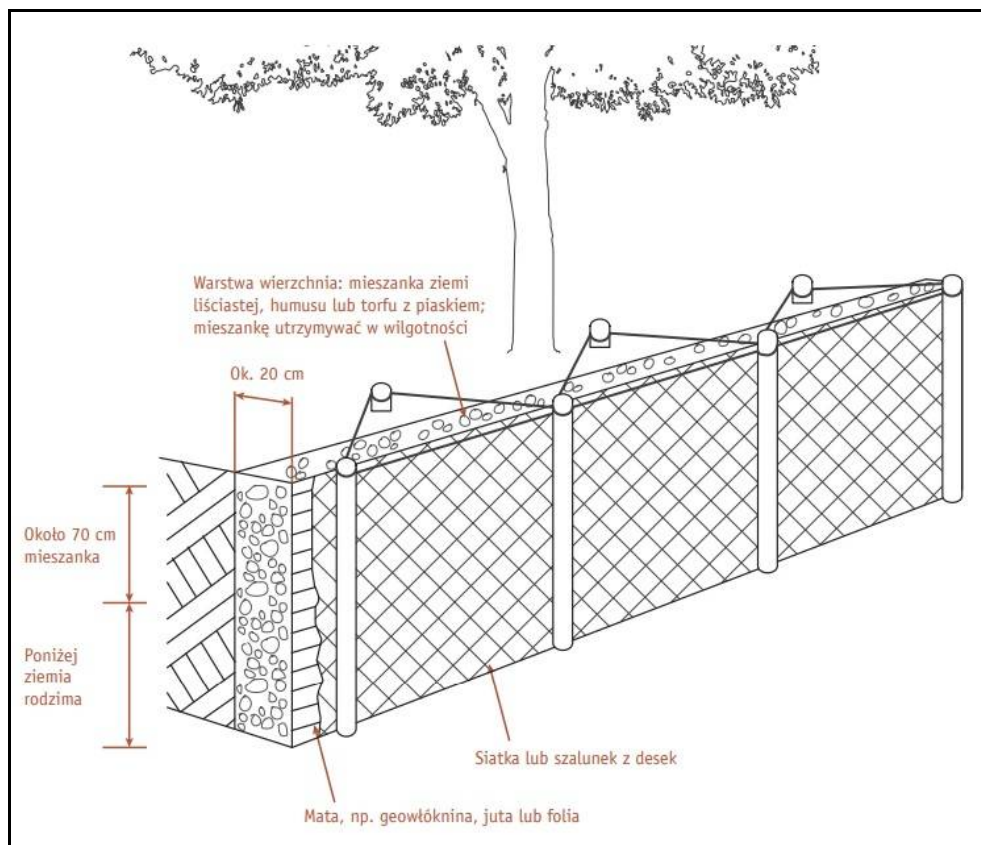 Warstwa wierzchnia: mieszanka ziemi
liściastej, humusu lub torfu z piaskiem;
mieszankę utrzymywać w wilgotności
Ok. 20 cm
Około 70 cm
mieszanka
Poniżej
ziemia
rodzima
Siatka lub szalunek z desek
Mata, np. geowłóknina, juta lub folia